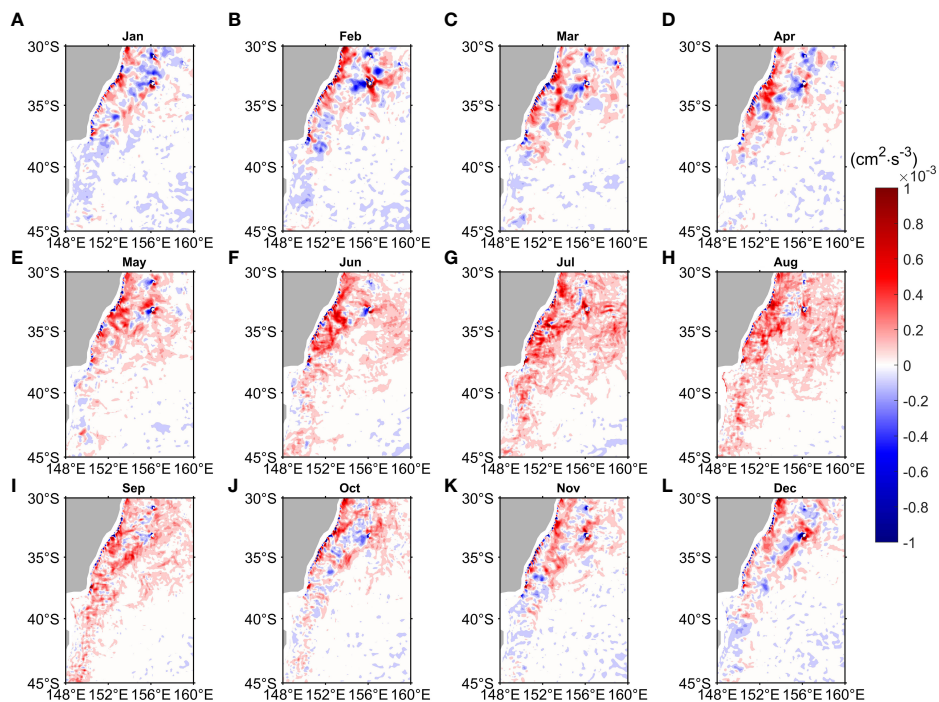 A B C D
Jan Feb Mar Apr
30°S 30°S 30°S 30°S
35°S 35°S 35°S 35°S
40°S 40°S 40°S 40°S
45°S 45°S 45°S 45°S
148°E 152°E 156°E 160°E 148°E 152°E 156°E 160°E 148°E 152°E 156°E 160°E 148°E 152°E 156°E 160°E
(cm²·s⁻³)
×10⁻³
1
0.8
0.6
0.4
0.2
0
-0.2
-0.4
-0.6
-0.8
-1
E F G H
May Jun Jul Aug
30°S 30°S 30°S 30°S
35°S 35°S 35°S 35°S
40°S 40°S 40°S 40°S
45°S 45°S 45°S 45°S
148°E 152°E 156°E 160°E 148°E 152°E 156°E 160°E 148°E 152°E 156°E 160°E 148°E 152°E 156°E 160°E
I J K L
Sep Oct Nov Dec
30°S 30°S 30°S 30°S
35°S 35°S 35°S 35°S
40°S 40°S 40°S 40°S
45°S 45°S 45°S 45°S
148°E 152°E 156°E 160°E 148°E 152°E 156°E 160°E 148°E 152°E 156°E 160°E 148°E 152°E 156°E 160°E